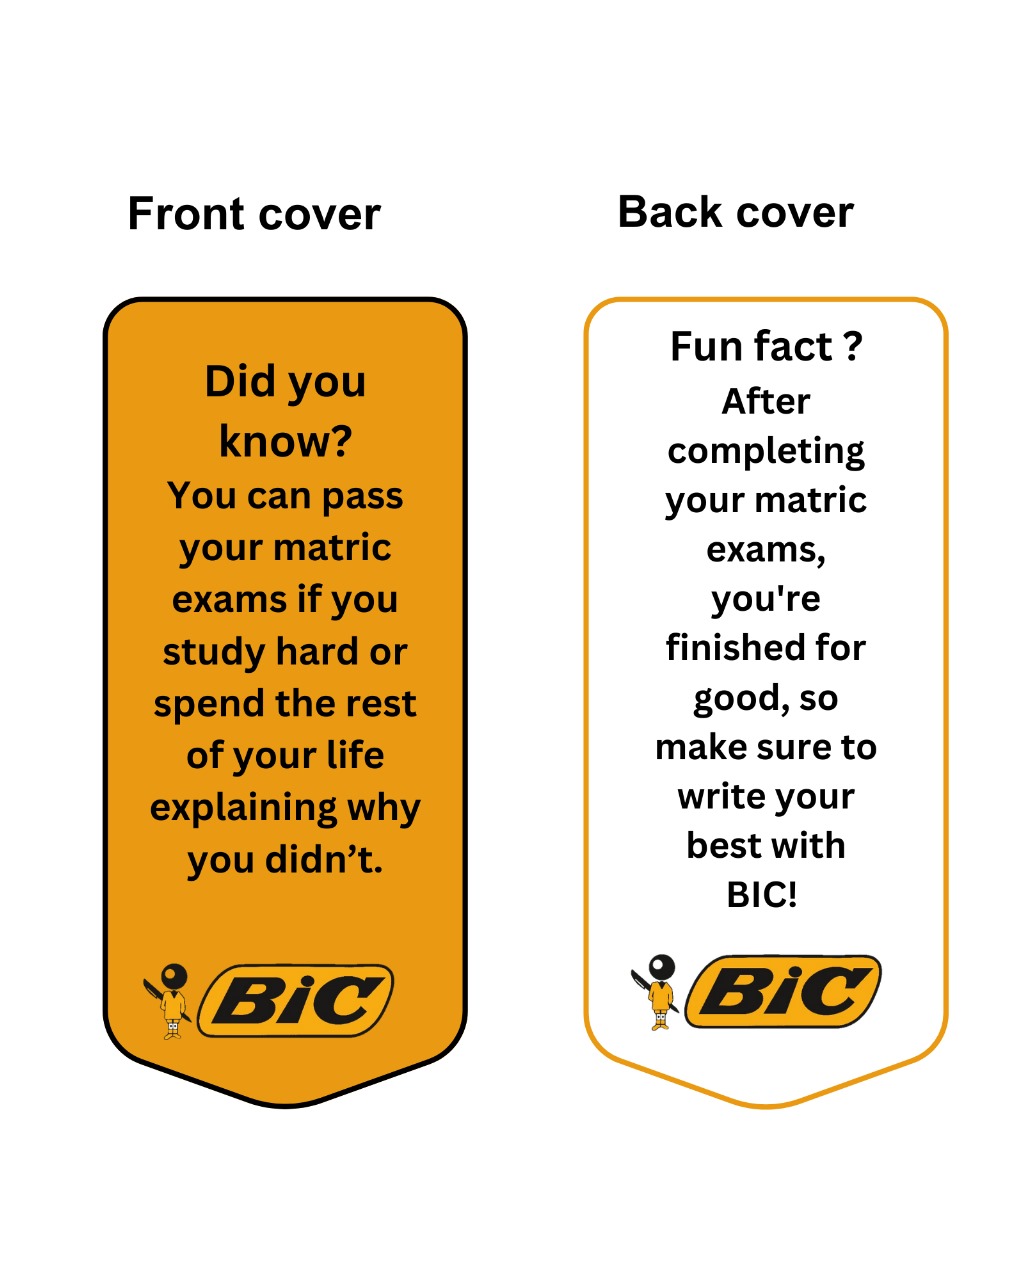 Front cover
Did you
know?
You can pass
your matric
exams if you
study hard or
spend the rest
of your life
explaining why
you didn’t.
BiC
Back cover
Fun fact ?
After
completing
your matric
exams,
you're
finished for
good, so
make sure to
write your
best with
BIC!
BiC